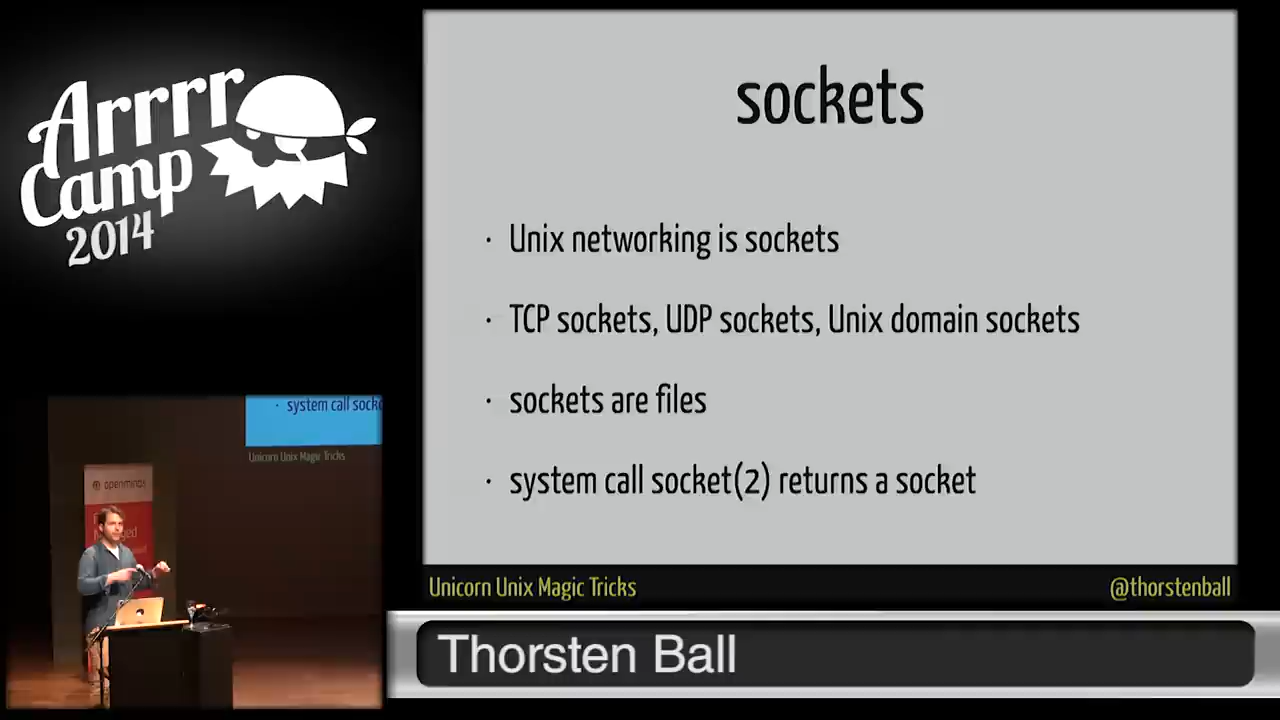 Arrrr
Camp
2014
sockets
· Unix networking is sockets
· TCP sockets, UDP sockets, Unix domain sockets
· sockets are files
· system call socket(2) returns a socket
Unicorn Unix Magic Tricks
@thorstenball
Thorsten Ball
· system call socke
Unicorn Unix Magic Tricks
openminds